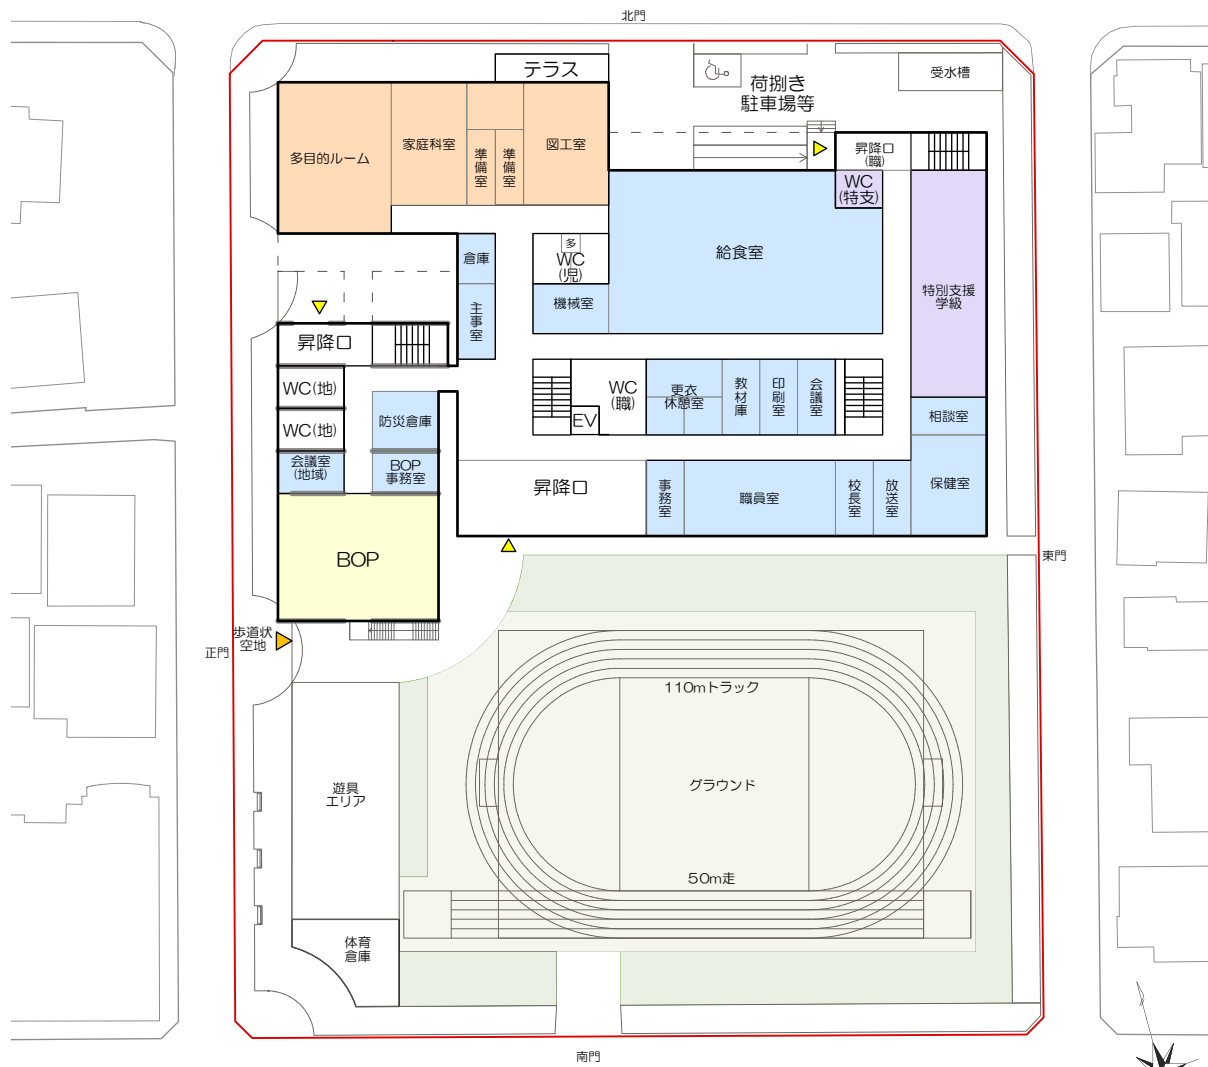 北門
テラス
受水槽
荷捌き
駐車場等
多目的ルーム
家庭科室
準備室
準備室
図工室
昇降口
(職)
WC
(特支)
給食室
特別支援
学級
倉庫
多
WC
(児)
機械室
主事室
昇降口
WC(地)
WC(地)
防災倉庫
会議室
(地域)
BOP
事務室
WC
(職)
EV
更衣
休憩室
教材庫
印刷室
会議室
相談室
昇降口
事務室
職員室
校長室
放送室
保健室
BOP
東門
歩道状
空地
正門
110mトラック
グラウンド
遊具
エリア
50m走
体育
倉庫
南門